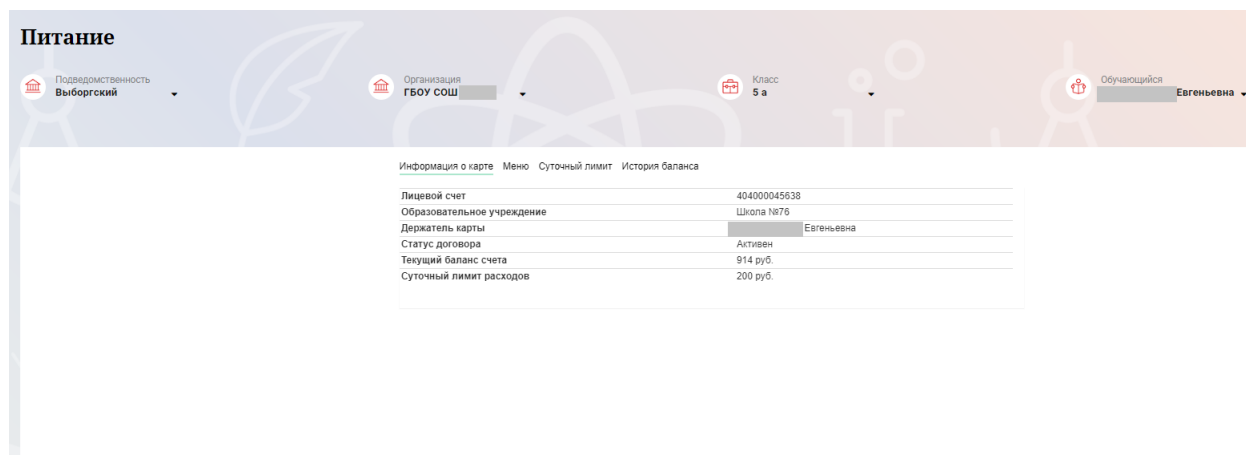 Питание
Подведомственность
Выборгский
Организация
ГБОУ СОШ
Класс
5 а
Обучающийся
Евгеньевна
Информация о карте Меню Суточный лимит История баланса
Лицевой счет 404000045638
Образовательное учреждение Школа №76
Держатель карты Евгеньевна
Статус договора Активен
Текущий баланс счета 914 руб.
Суточный лимит расходов 200 руб.